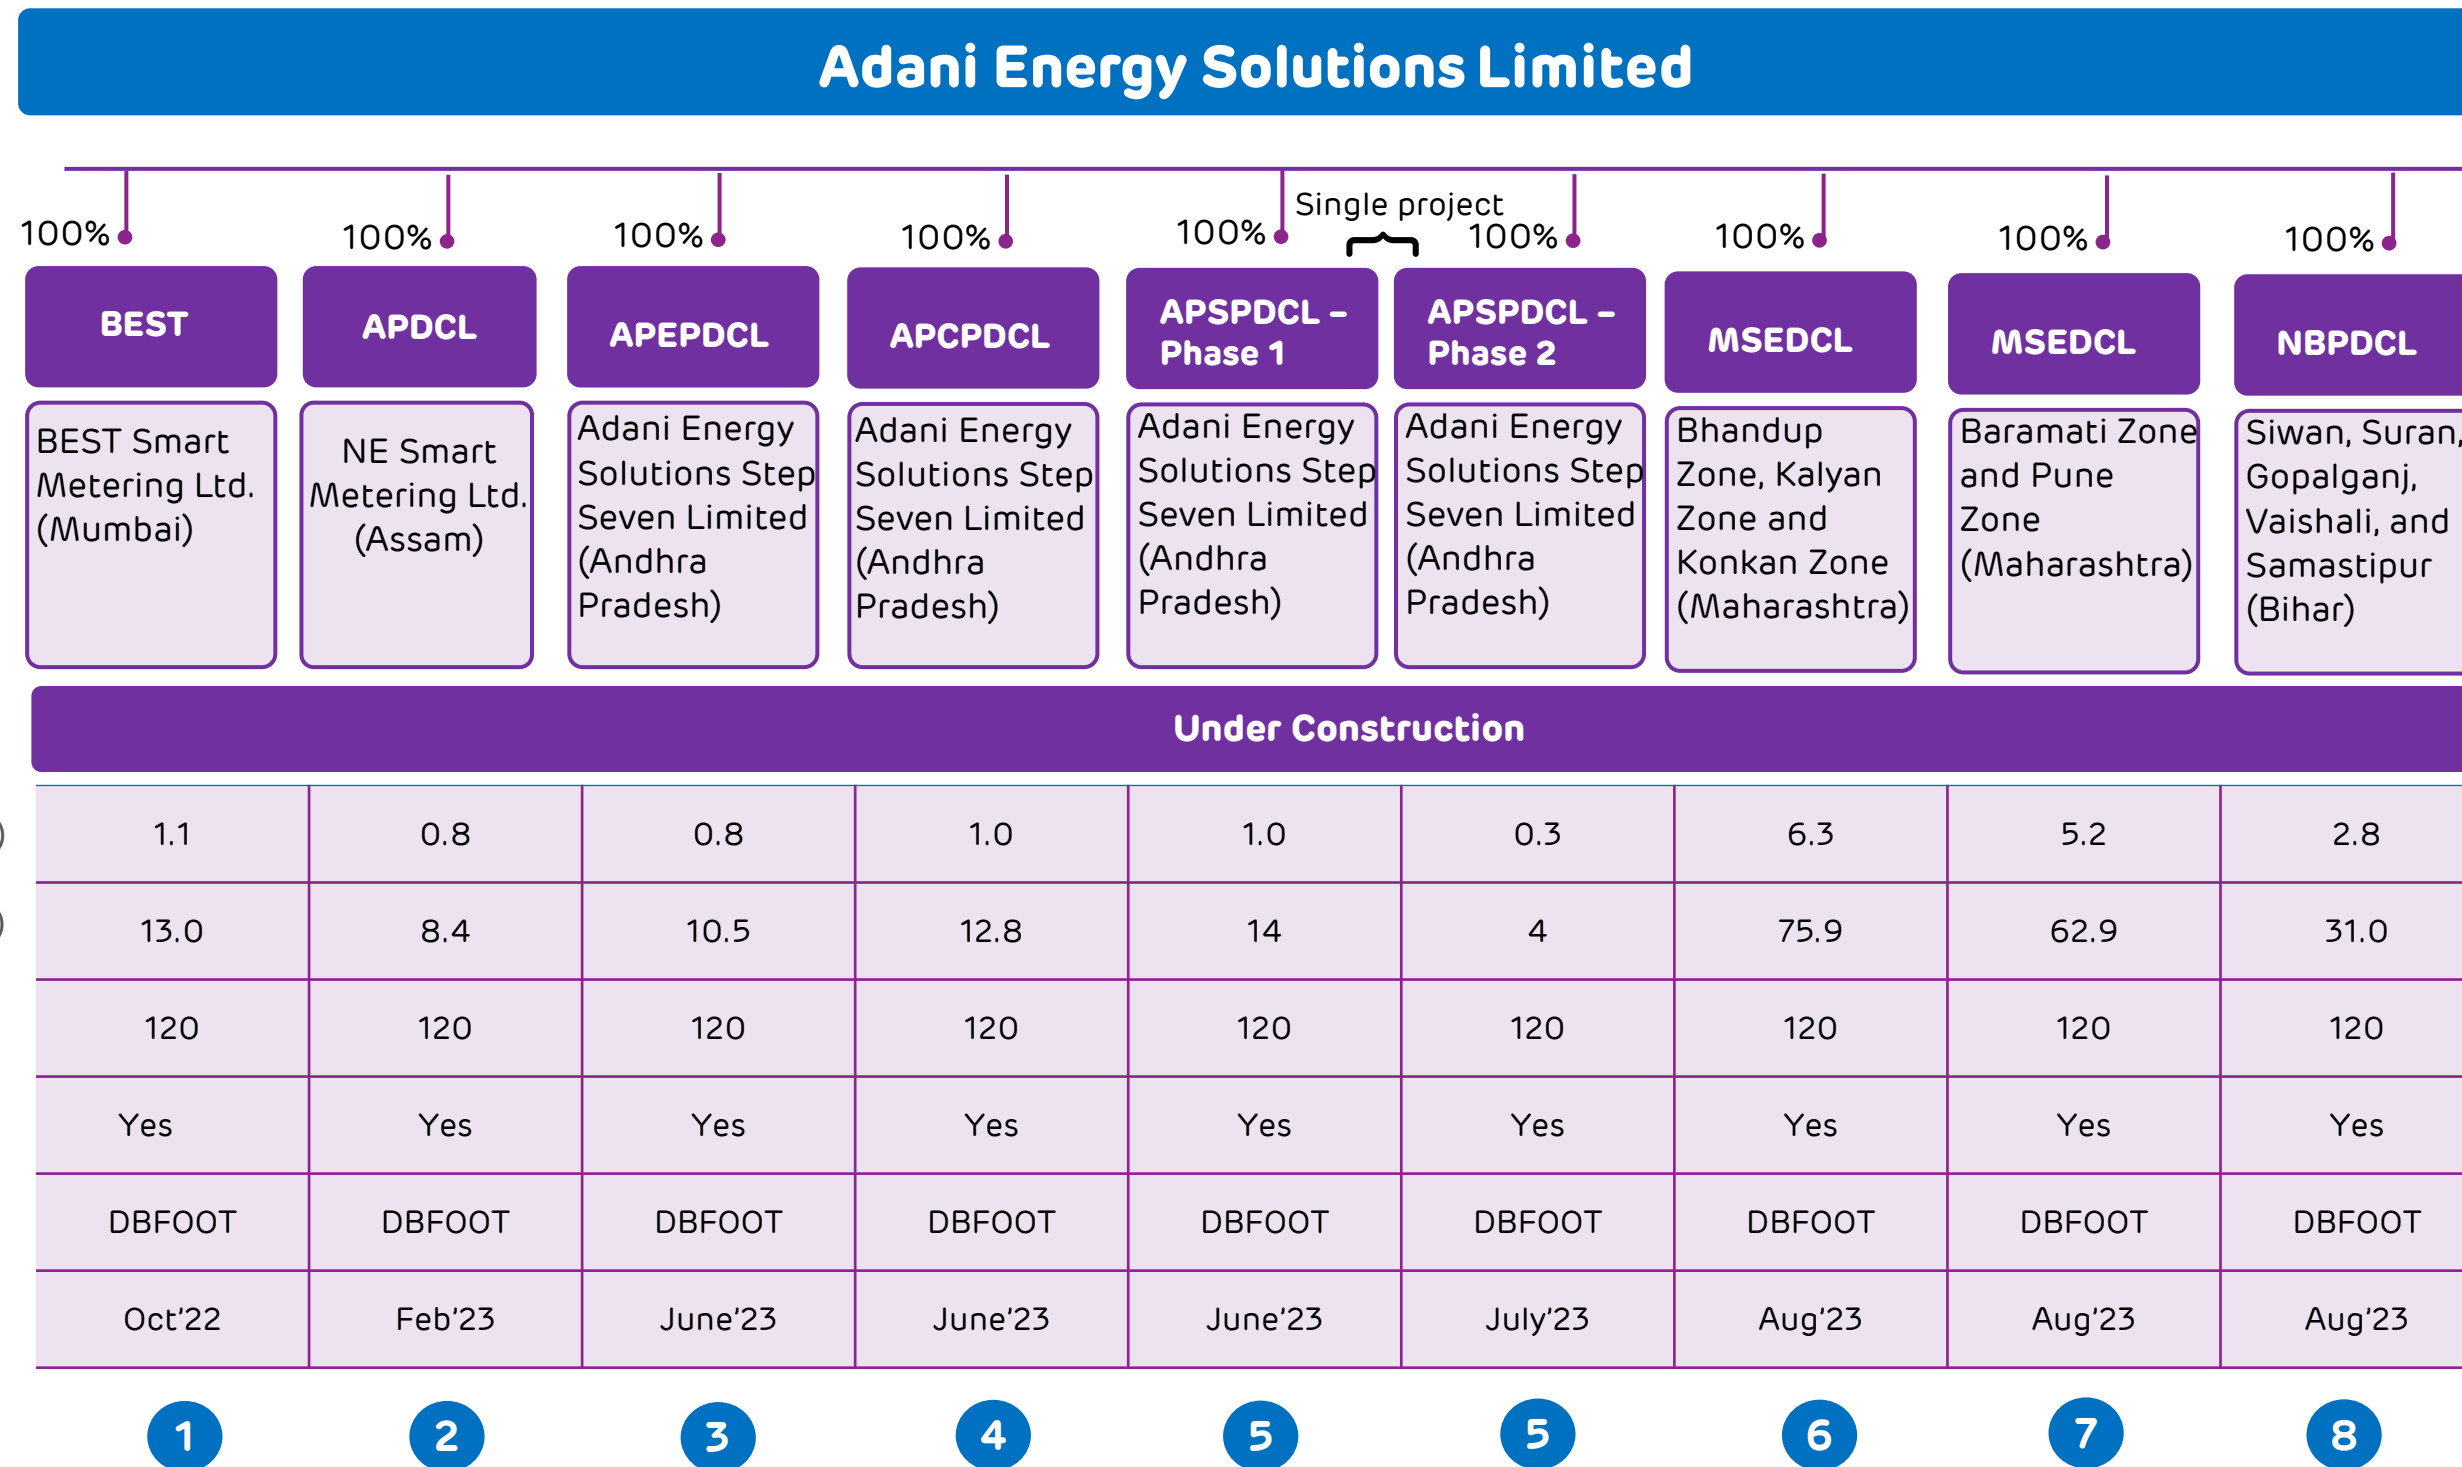 Adani Energy Solutions Limited
Single project
100% 100% 100% 100% 100% 100% 100% 100% 100%
BEST
APDCL
APEPDCL
APCPDCL
APSPDCL –
Phase 1
APSPDCL –
Phase 2
MSEDCL
MSEDCL
NBPDCL
BEST Smart
Metering Ltd.
(Mumbai)
NE Smart
Metering Ltd.
(Assam)
Adani Energy
Solutions Step
Seven Limited
(Andhra
Pradesh)
Adani Energy
Solutions Step
Seven Limited
(Andhra
Pradesh)
Adani Energy
Solutions Step
Seven Limited
(Andhra
Pradesh)
Adani Energy
Solutions Step
Seven Limited
(Andhra
Pradesh)
Bhandup
Zone, Kalyan
Zone and
Konkan Zone
(Maharashtra)
Baramati Zone
and Pune
Zone
(Maharashtra)
Siwan, Suran,
Gopalganj,
Vaishali, and
Samastipur
(Bihar)
Under Construction
) 1.1 0.8 0.8 1.0 1.0 0.3 6.3 5.2 2.8
) 13.0 8.4 10.5 12.8 14 4 75.9 62.9 31.0
120 120 120 120 120 120 120 120 120
Yes Yes Yes Yes Yes Yes Yes Yes Yes
DBFOOT DBFOOT DBFOOT DBFOOT DBFOOT DBFOOT DBFOOT DBFOOT DBFOOT
Oct'22 Feb'23 June'23 June'23 June'23 July'23 Aug'23 Aug'23 Aug'23
1 2 3 4 5 5 6 7 8